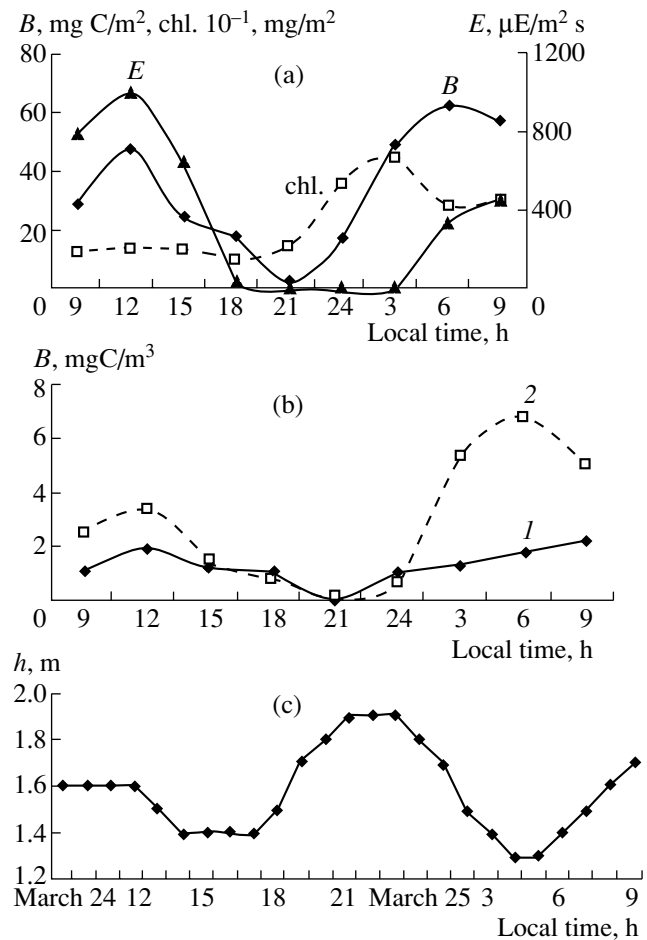 B, mg C/m², chl. 10⁻¹, mg/m² E, µE/m² s
80 (a) 1200
E B
60 800
40 chl. 400
20
0 9 12 15 18 21 24 3 6 9 0
Local time, h
B, mgC/m³
8 (b) 2
6
4
2 1
0 9 12 15 18 21 24 3 6 9
Local time, h
h, m
2.0 (c)
1.8
1.6
1.4
1.2
March 24 12 15 18 21 March 25 3 6 9
Local time, h